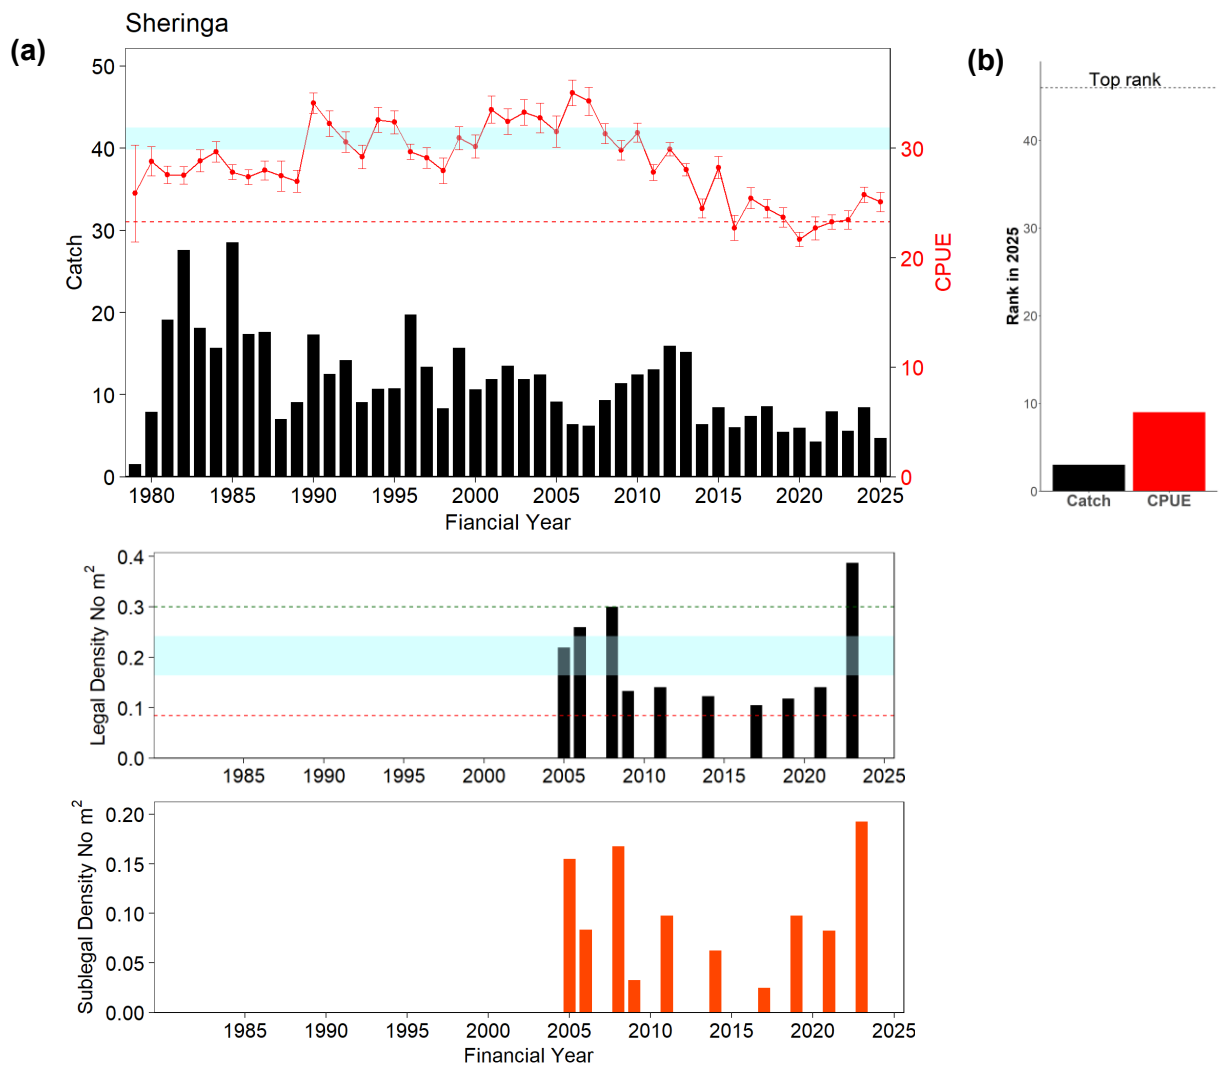 Sheringa
(a)
(b)
50
40
30
20
10
0
Catch
30
20
10
0
CPUE
1980 1985 1990 1995 2000 2005 2010 2015 2020 2025
Fiancial Year
Top rank
40
30
20
10
0
Rank in 2025
Catch CPUE
0.4
0.3
0.2
0.1
0.0
Legal Density No m²
1985 1990 1995 2000 2005 2010 2015 2020 2025
0.20
0.15
0.10
0.05
0.00
Sublegal Density No m²
1985 1990 1995 2000 2005 2010 2015 2020 2025
Financial Year